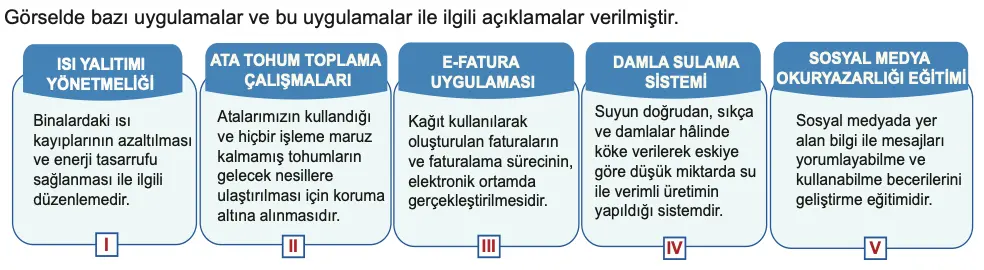 Görselde bazı uygulamalar ve bu uygulamalar ile ilgili açıklamalar verilmiştir.
ISI YALITIMI
YÖNETMELİĞİ
Binalardaki ısı
kayıplarının azaltılması
ve enerji tasarrufu
sağlanması ile ilgili
düzenlemedir.
I
ATA TOHUM TOPLAMA
ÇALIŞMALARI
Atalarımızın kullandığı
ve hiçbir işleme maruz
kalmamış tohumların
gelecek nesillere
ulaştırılması için koruma
altına alınmasıdır.
II
E-FATURA
UYGULAMASI
Kağıt kullanılarak
oluşturulan faturaların
ve faturalama sürecinin,
elektronik ortamda
gerçekleştirilmesidir.
III
DAMLA SULAMA
SİSTEMİ
Suyun doğrudan, sıkça
ve damlalar hâlinde
köke verilerek eskiye
göre düşük miktarda su
ile verimli üretimin
yapıldığı sistemdir.
IV
SOSYAL MEDYA
OKURYAZARLIĞI EĞİTİMİ
Sosyal medyada yer
alan bilgi ile mesajları
yorumlayabilme ve
kullanabilme becerilerini
geliştirme eğitimidir.
V